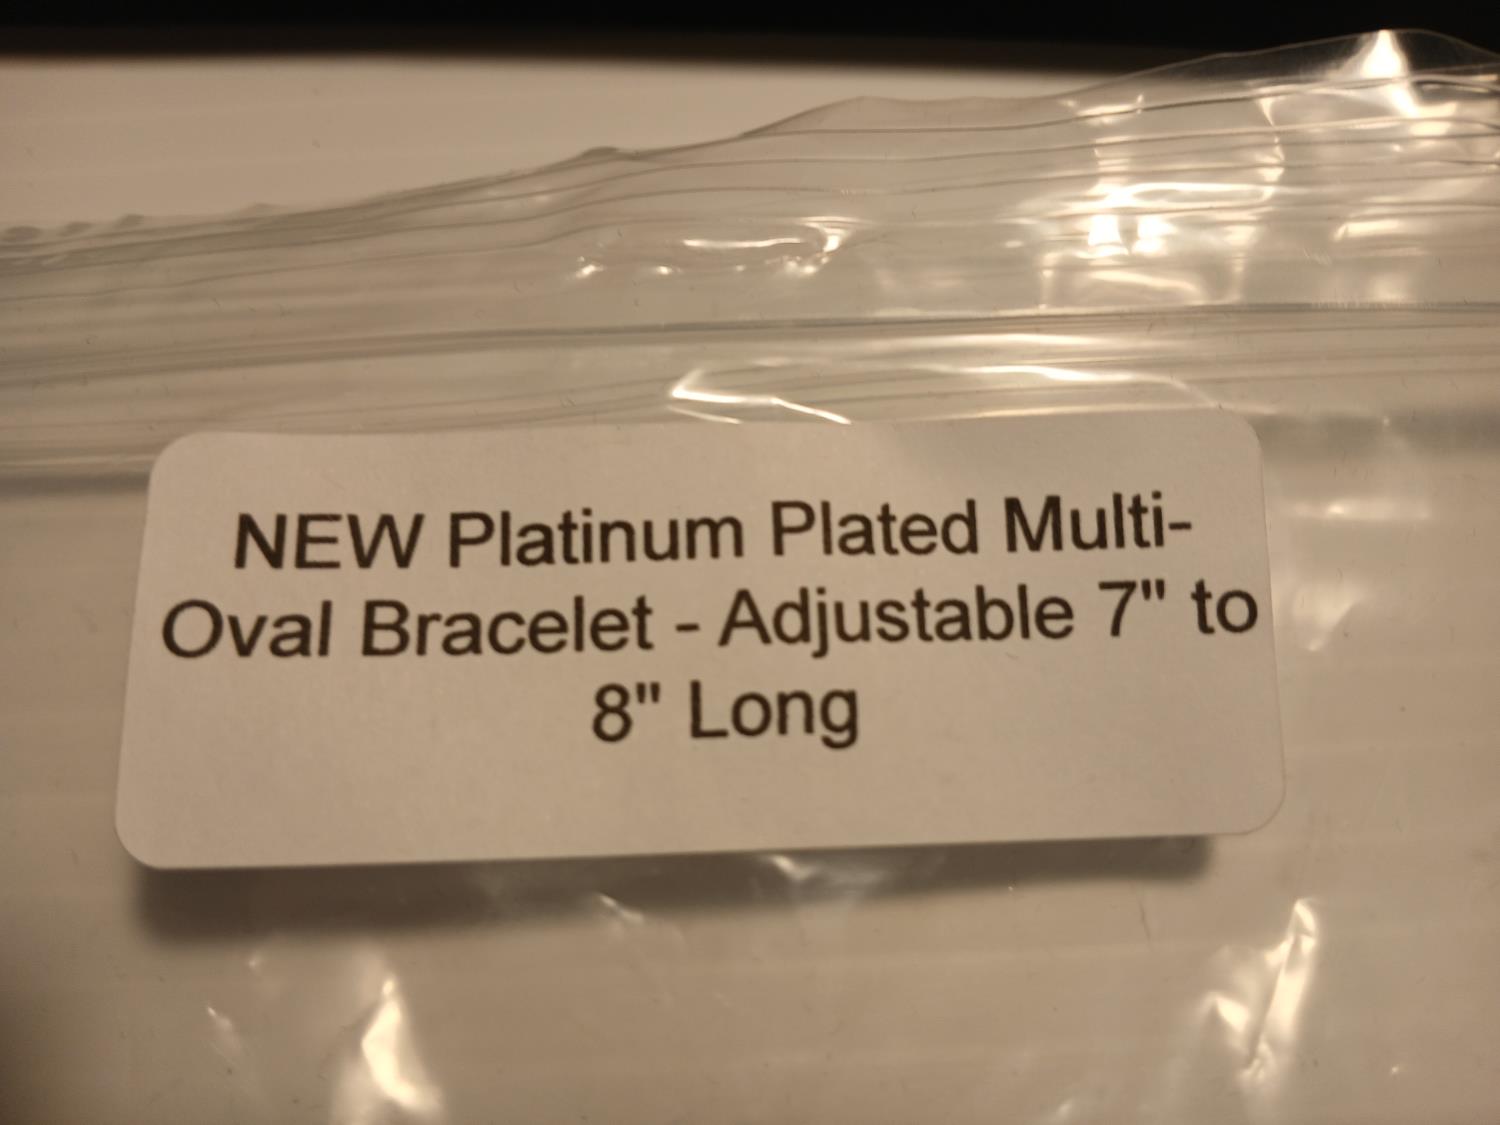 NEW Platinum Plated Multi-
Oval Bracelet - Adjustable 7" to
8" Long